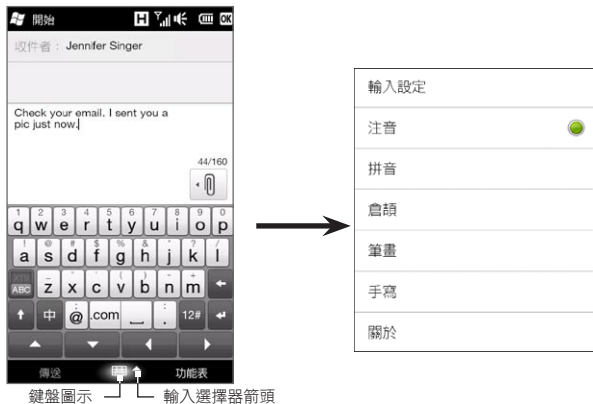 開始
收件者： Jennifer Singer
Check your email. I sent you a
pic just now.
44/160
1 2 3 4 5 6 7 8 9 0
q w e r t y u i o p
! @ # $ % & ' ? /
a s d f g h j k l
ABC z x c v b n m
中 @ .com . 12#
傳送 功能表
鍵盤圖示 輸入選擇器箭頭
輸入設定
注音
拼音
倉頡
筆畫
手寫
關於